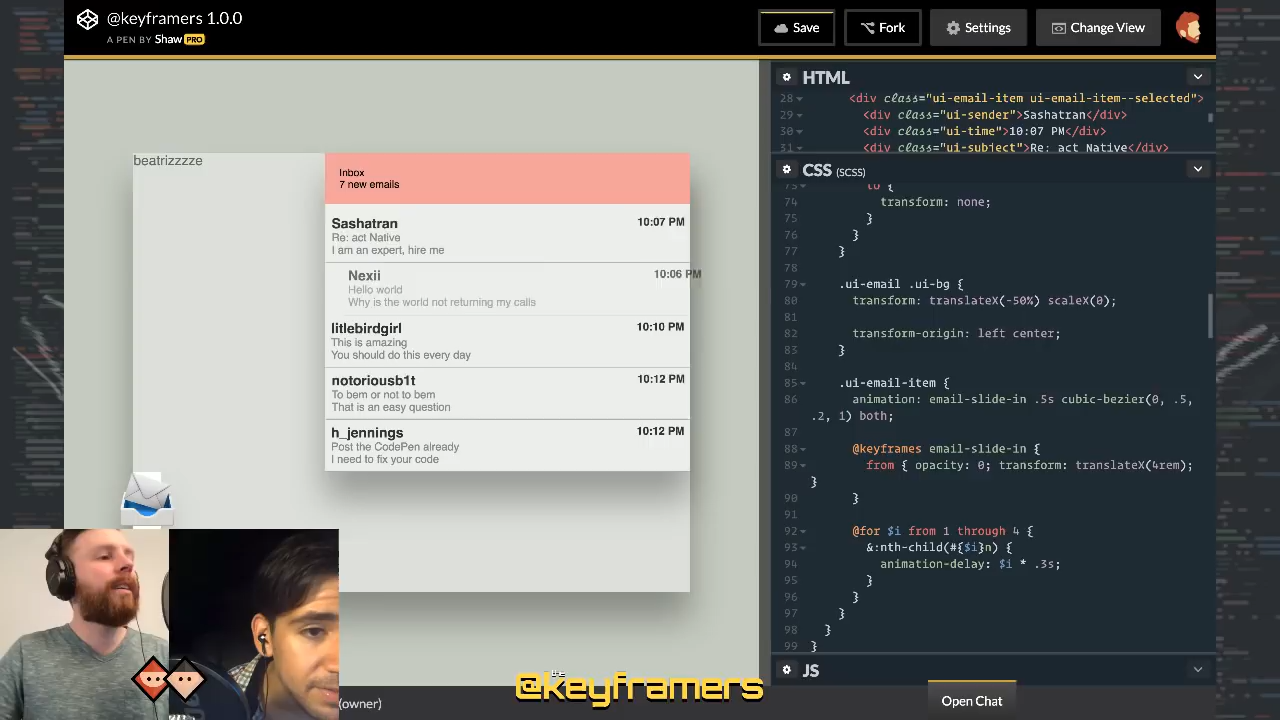 @keyframers 1.0.0
A PEN BY Shaw PRO
Save
Fork
Settings
Change View
beatrizzzze
Inbox
7 new emails
Sashatran 10:07 PM
Re: act Native
I am an expert, hire me
Nexii 10:06 PM
Hello world
Why is the world not returning my calls
litlebirdgirl 10:10 PM
This is amazing
You should do this every day
notoriousb1t 10:12 PM
To bem or not to bem
That is an easy question
h_jennings 10:12 PM
Post the CodePen already
I need to fix your code
HTML
28 <div class="ui-email-item ui-email-item--selected">
29 <div class="ui-sender">Sashatran</div>
30 <div class="ui-time">10:07 PM</div>
31 <div class="ui-subject">Re: act Native</div>
CSS (SCSS)
73 to {
74 transform: none;
75 }
76 }
77 }
78
79 .ui-email .ui-bg {
80 transform: translateX(-50%) scaleX(0);
81
82 transform-origin: left center;
83 }
84
85 .ui-email-item {
86 animation: email-slide-in .5s cubic-bezier(0, .5,
.2, 1) both;
87
88 @keyframes email-slide-in {
89 from { opacity: 0; transform: translateX(4rem);
}
90 }
91
92 @for $i from 1 through 4 {
93 &:nth-child(#{$i}n) {
94 animation-delay: $i * .3s;
95 }
96 }
97 }
98 }
99 }
JS
the
@keyframers
(owner)
Open Chat